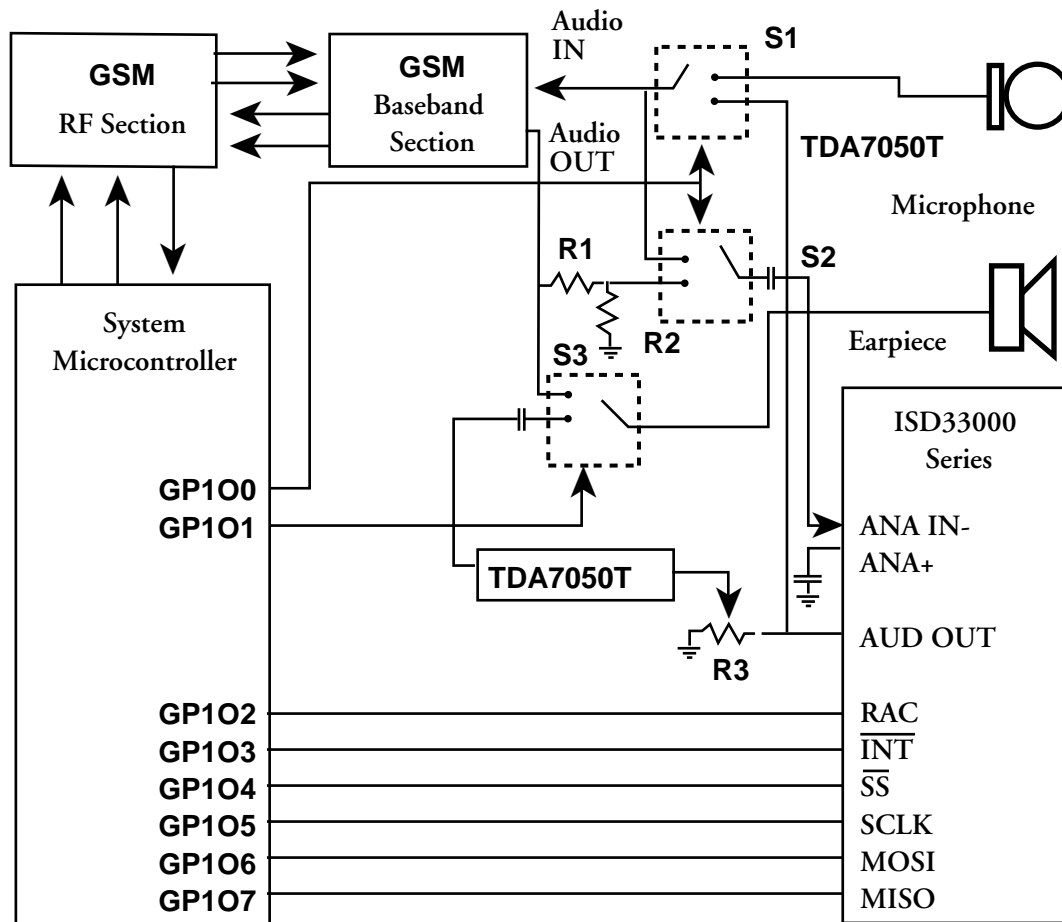 GSM
RF Section
GSM
Baseband
Section
Audio
IN
Audio
OUT
S1
TDA7050T
Microphone
R1
S2
R2
Earpiece
S3
System
Microcontroller
ISD33000
Series
GP1O0
GP1O1
ANA IN-
ANA+
TDA7050T
AUD OUT
R3
GP1O2
RAC
GP1O3
INT
GP1O4
SS
GP1O5
SCLK
GP1O6
MOSI
GP1O7
MISO